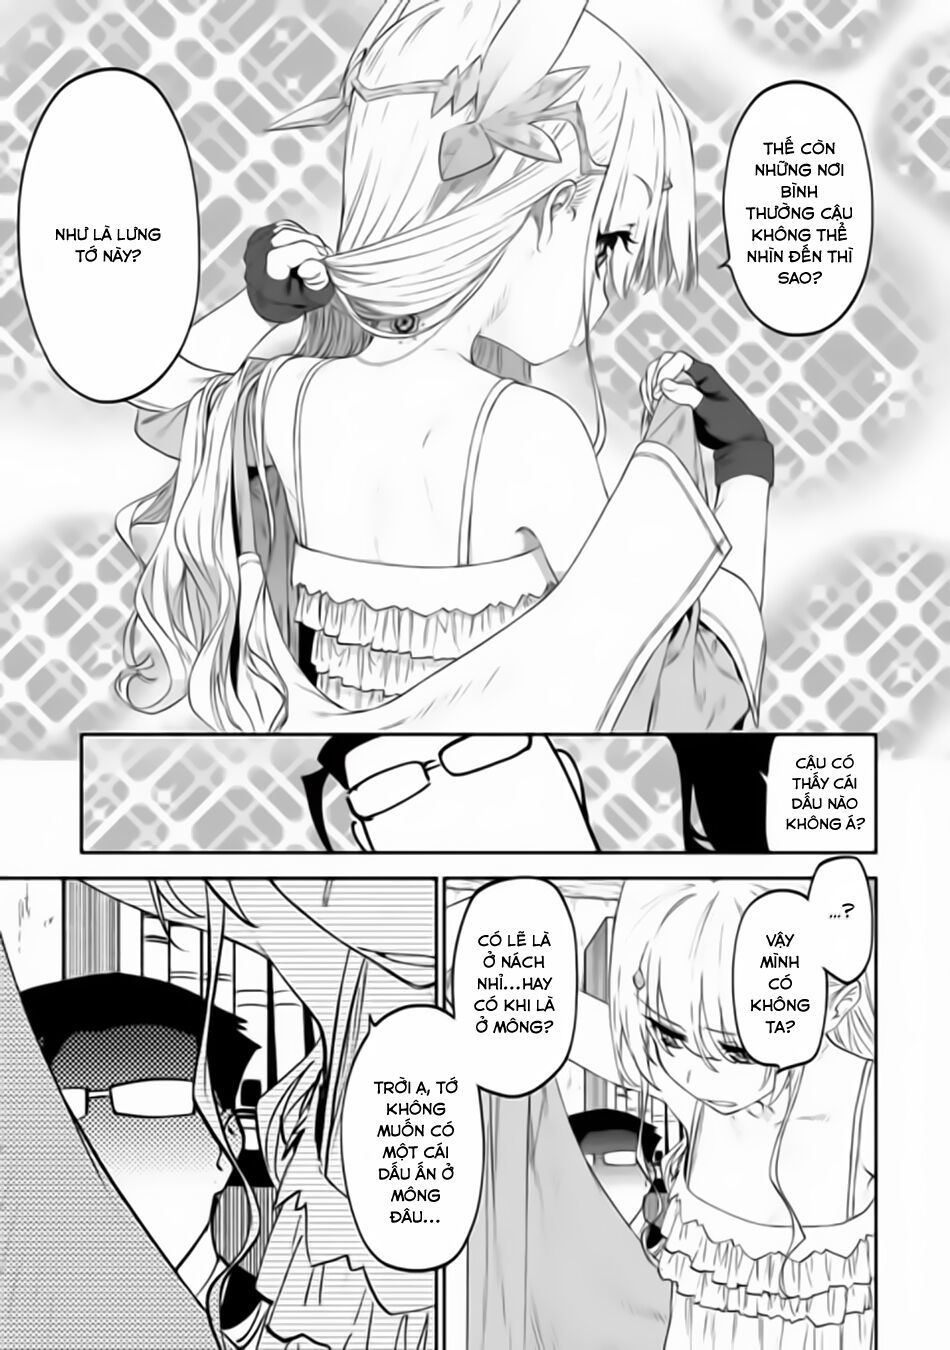 THẾ CÒN
NHỮNG NƠI
BÌNH
THƯỜNG CẬU
KHÔNG THỂ
NHÌN ĐẾN THÌ
SAO?
NHƯ LÀ LƯNG
TỚ NÀY?
CẬU CÓ
THẤY CÁI
DẤU NÀO
KHÔNG Á?
...?
VẬY
MÌNH
CÓ
KHÔNG
TA?
CÓ LẼ LÀ
Ở NÁCH
NHỈ...HAY
CÓ KHI LÀ
Ở MÔNG?
TRỜI Ạ, TỚ
KHÔNG
MUỐN CÓ
MỘT CÁI
DẤU ẤN Ở
MÔNG
ĐÂU...